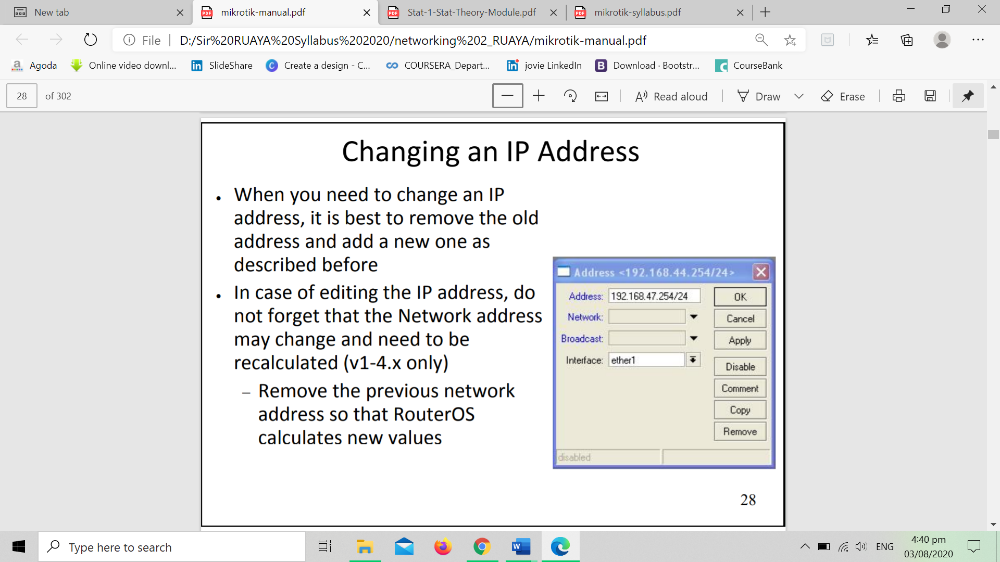 New tab
mikrotik-manual.pdf
Stat-1-Stat-Theory-Module.pdf
mikrotik-syllabus.pdf
File
D:/Sir%20RUAYA%20Syllabus%202020/networking%202_RUAYA/mikrotik-manual.pdf
Agoda
Online video downl...
SlideShare
Create a design - C...
COURSERA_Depart...
jovie LinkedIn
Download · Bootstr...
CourseBank
28 of 302
Read aloud
Draw
Erase
Changing an IP Address
• When you need to change an IP
address, it is best to remove the old
address and add a new one as
described before
• In case of editing the IP address, do
not forget that the Network address
may change and need to be
recalculated (v1-4.x only)
– Remove the previous network
address so that RouterOS
calculates new values
Address <192.168.44.254/24>
Address: 192.168.47.254/24
Network:
Broadcast:
Interface: ether1
OK
Cancel
Apply
Disable
Comment
Copy
Remove
disabled
28
Type here to search
ENG
4:40 pm
03/08/2020